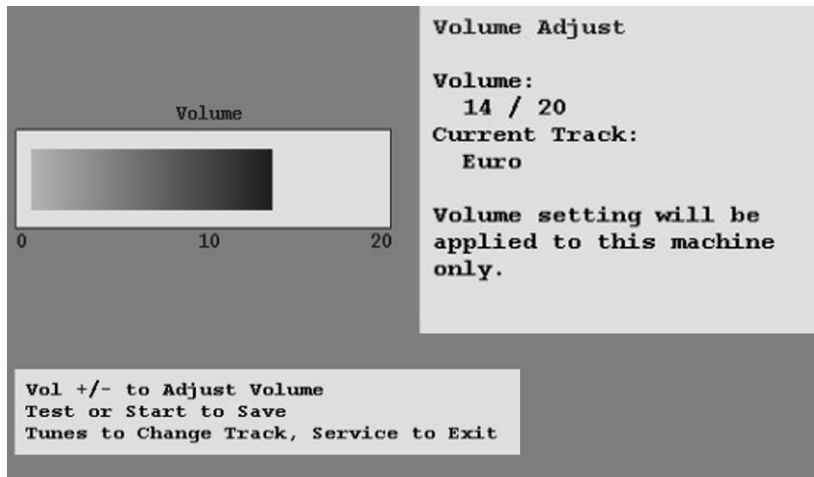 Volume Adjust
Volume:
14 / 20
Current Track:
Euro
Volume setting will be
applied to this machine
only.
Volume
0 10 20
Vol +/- to Adjust Volume
Test or Start to Save
Tunes to Change Track, Service to Exit